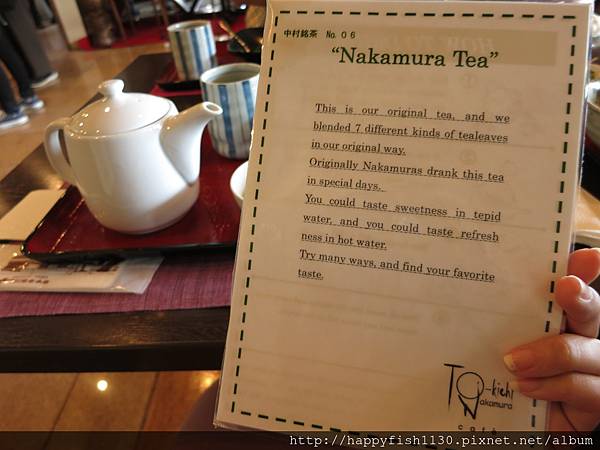 中村銘茶 No. 06
“Nakamura Tea”
This is our original tea, and we
blended 7 different kinds of tealeaves
in our original way.
Originally Nakamuras drank this tea
in special days.
You could taste sweetness in tepid
water, and you could taste refresh
ness in hot water.
Try many ways, and find your favorite
taste.
To-kichi
Nakamura
café
http://happyfish1130.pixnet.net/album